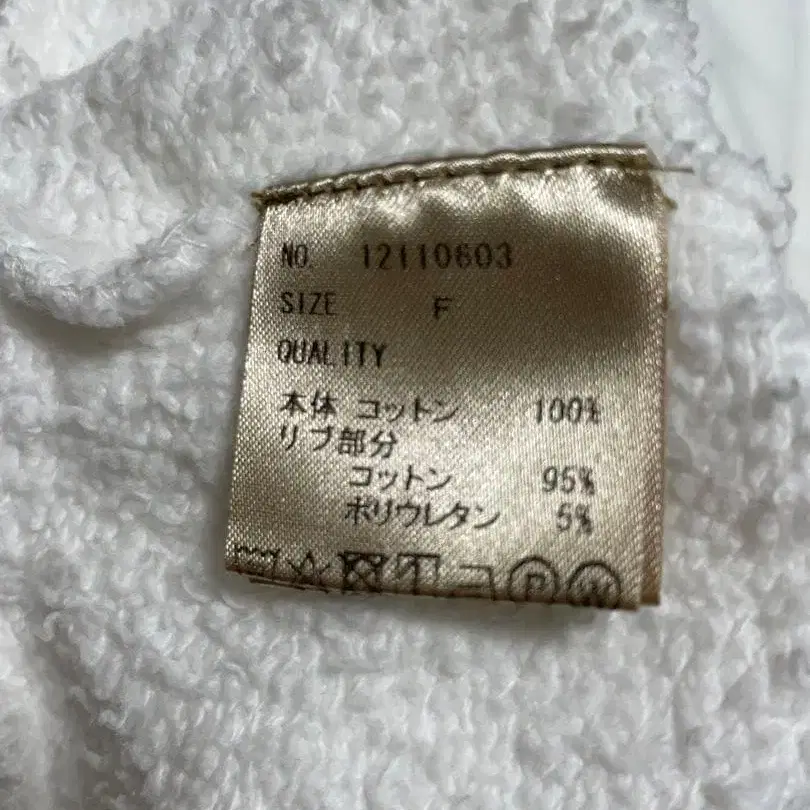 NO. 12110603
SIZE F
QUALITY
本体 コットン 100%
リブ部分
コットン 95%
ポリウレタン 5%
P W